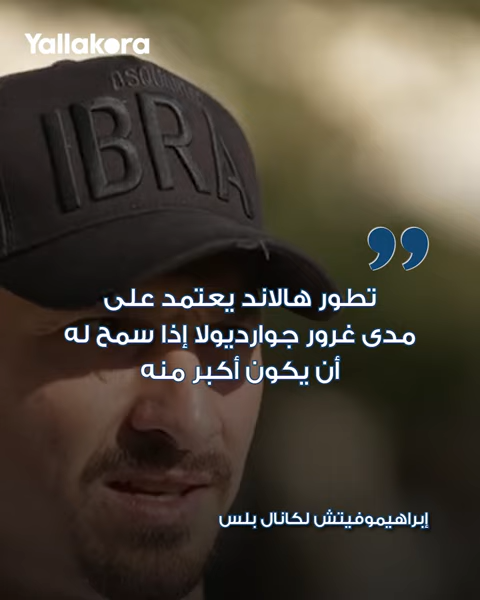 Yallakora
DSQUARED2
IBRA
”
تطور هالاند يعتمد على
مدى غرور جوارديولا إذا سمح له
أن يكون أكبر منه
إبراهيموفيتش لكانال بلس